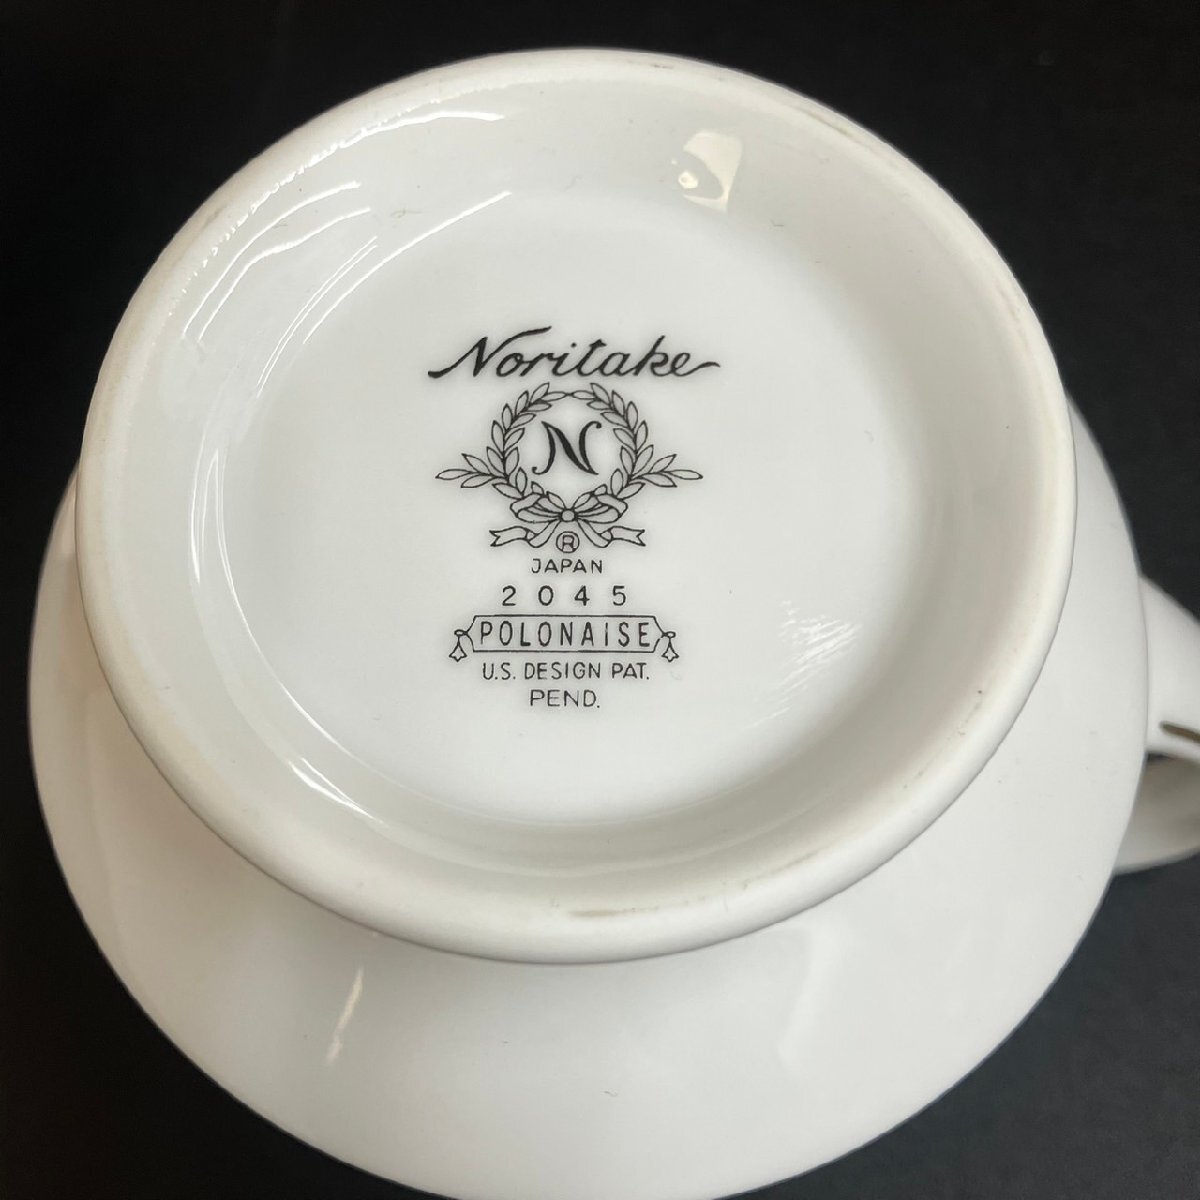 Noritake
N
®
JAPAN
2045
POLONAISE
U.S. DESIGN PAT.
PEND.